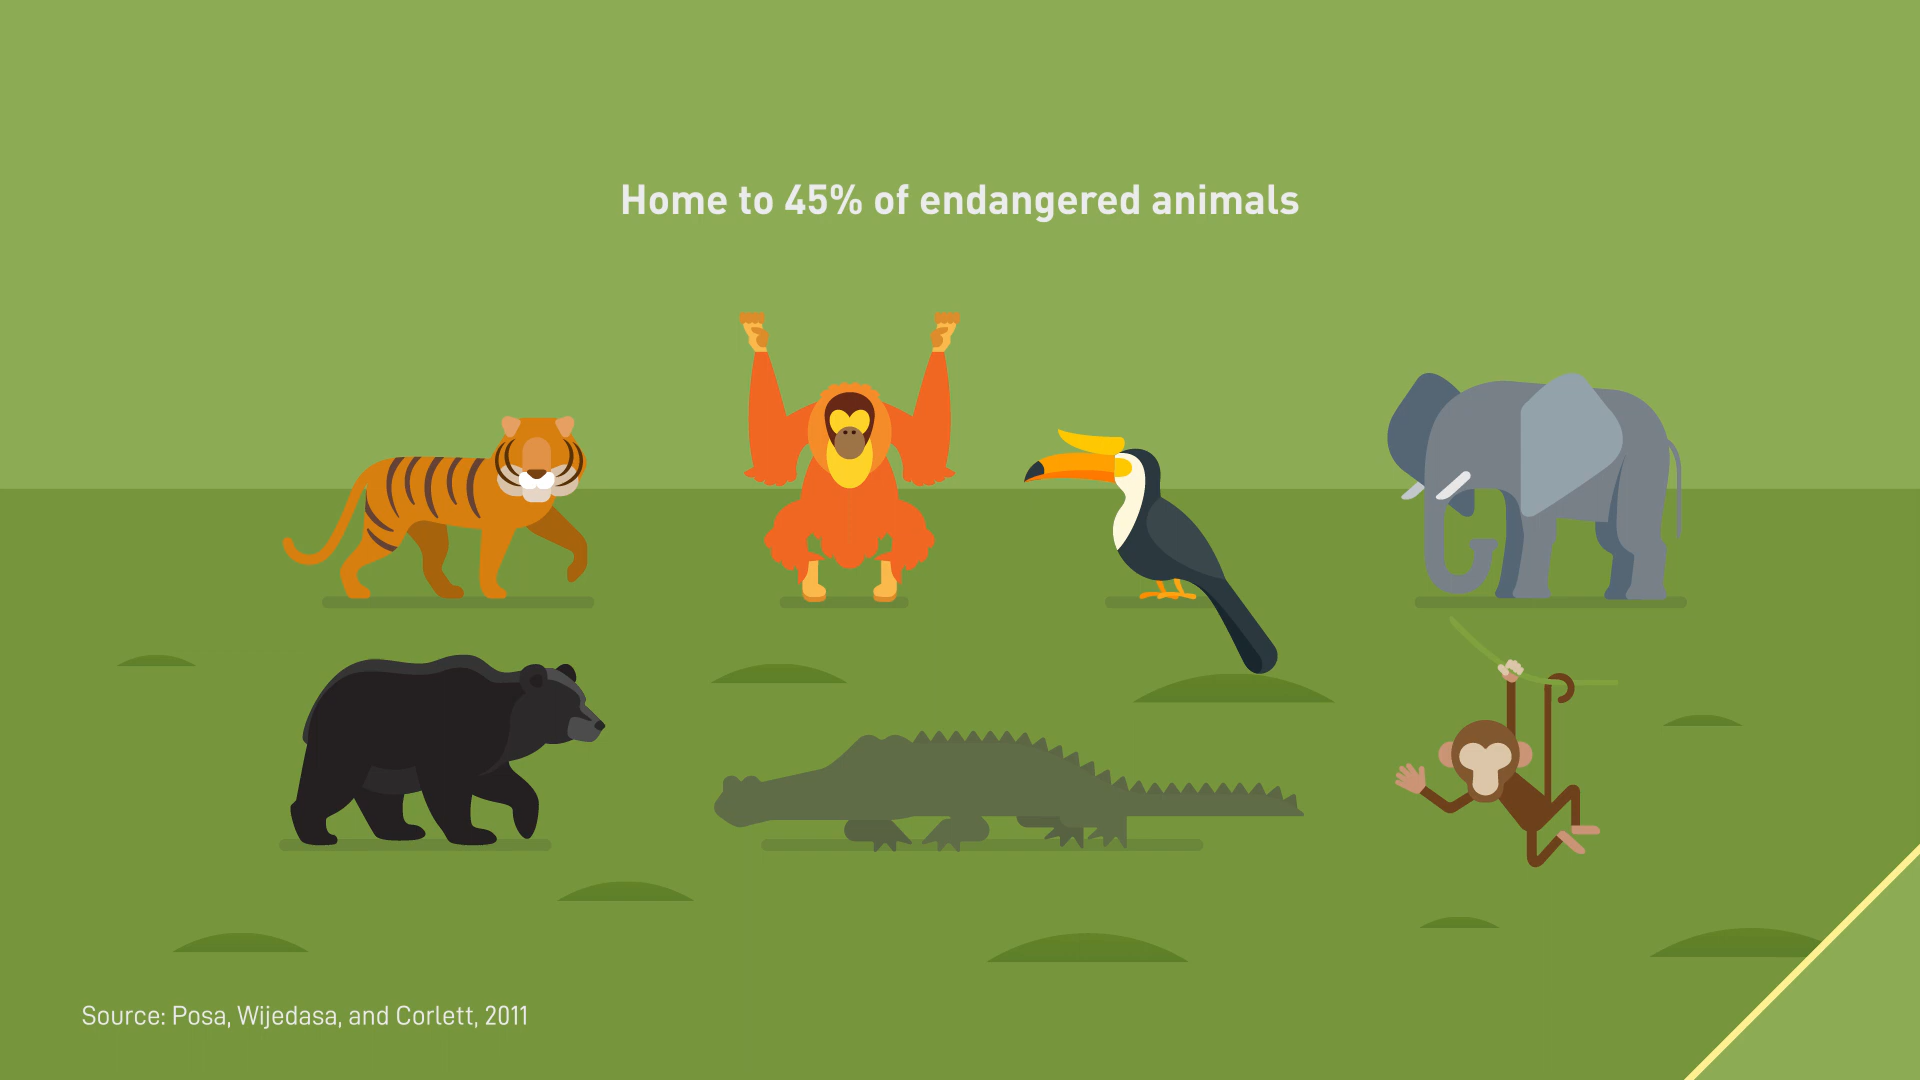 Home to 45% of endangered animals
Source: Posa, Wijedasa, and Corlett, 2011